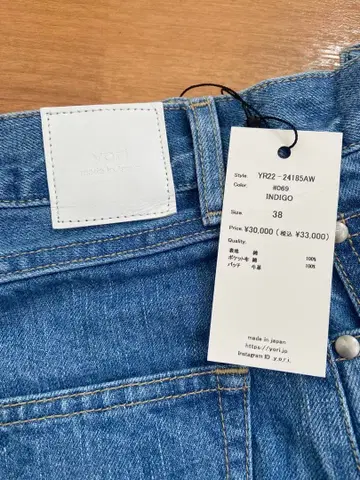 yori
Style: YR22-24185AW
Color: #069
INDIGO
Size 38
Price ¥30,000 (税込 ¥33,000)
Quality.
表地 綿 100%
ポケット布 綿 100%
パッチ 牛革
made in japan
https://yori.jp
Instagram ID .y.o.r.i.